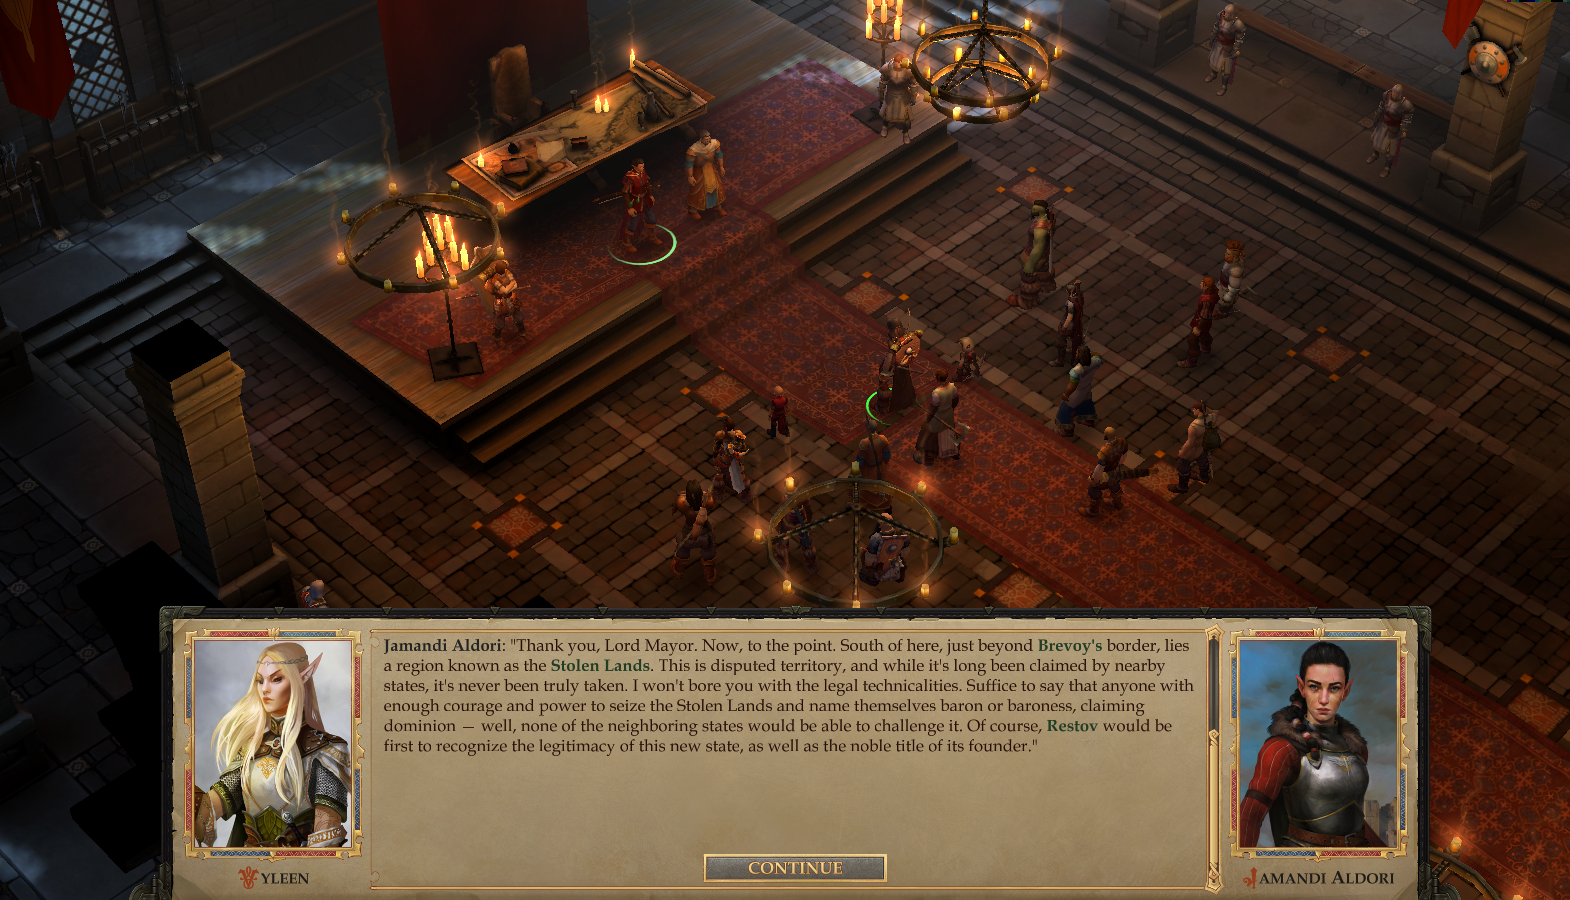 Jamandi Aldori: "Thank you, Lord Mayor. Now, to the point. South of here, just beyond Brevoy's border, lies
a region known as the Stolen Lands. This is disputed territory, and while it's long been claimed by nearby
states, it's never been truly taken. I won't bore you with the legal technicalities. Suffice to say that anyone with
enough courage and power to seize the Stolen Lands and name themselves baron or baroness, claiming
dominion — well, none of the neighboring states would be able to challenge it. Of course, Restov would be
first to recognize the legitimacy of this new state, as well as the noble title of its founder."
CONTINUE
YLEEN
JAMANDI ALDORI